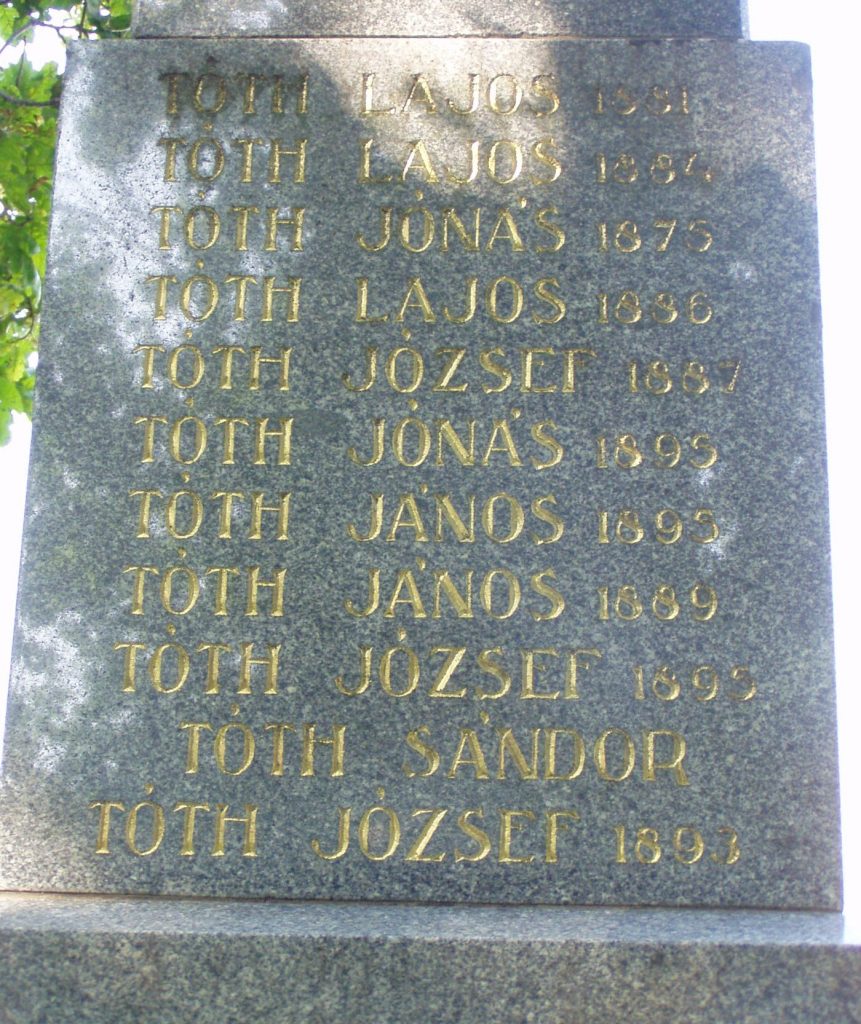 TÓTH LAJOS 1881
TÓTH LAJOS 1884
TÓTH JÓNÁS 1875
TÓTH LAJOS 1886
TÓTH JÓZSEF 1887
TÓTH JÓNÁS 1895
TÓTH JÁNOS 1895
TÓTH JÁNOS 1889
TÓTH JÓZSEF 1895
TÓTH SÁNDOR
TÓTH JÓZSEF 1893